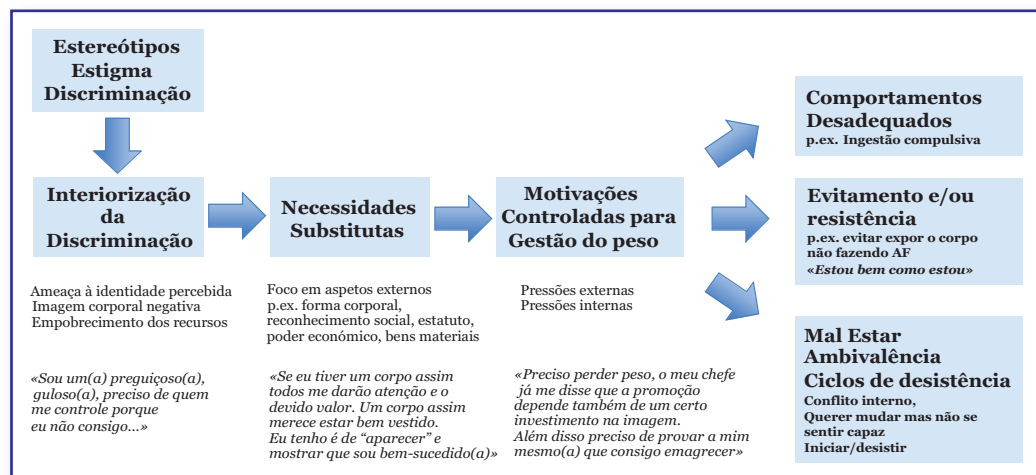 Estereótipos
Estigma
Discriminação
Interiorização
da
Discriminação
Ameaça à identidade percebida
Imagem corporal negativa
Empobrecimento dos recursos
«Sou um(a) preguiçoso(a),
guloso(a), preciso de quem
me controle porque
eu não consigo...»
Necessidades
Substitutas
Foco em aspetos externos
p.ex. forma corporal,
reconhecimento social, estatuto,
poder económico, bens materiais
«Se eu tiver um corpo assim
todos me darão atenção e o
devido valor. Um corpo assim
merece estar bem vestido.
Eu tenho é de “aparecer” e
mostrar que sou bem-sucedido(a)»
Motivações
Controladas para
Gestão do peso
Pressões externas
Pressões internas
«Preciso perder peso, o meu chefe
já me disse que a promoção
depende também de um certo
investimento na imagem.
Além disso preciso de provar a mim
mesmo(a) que consigo emagrecer»
Comportamentos
Desadequados
p.ex. Ingestão compulsiva
Evitamento e/ou
resistência
p.ex. evitar expor o corpo
não fazendo AF
«Estou bem como estou»
Mal Estar
Ambivalência
Ciclos de desistência
Conflito interno,
Querer mudar mas não se
sentir capaz
Iniciar/desistir